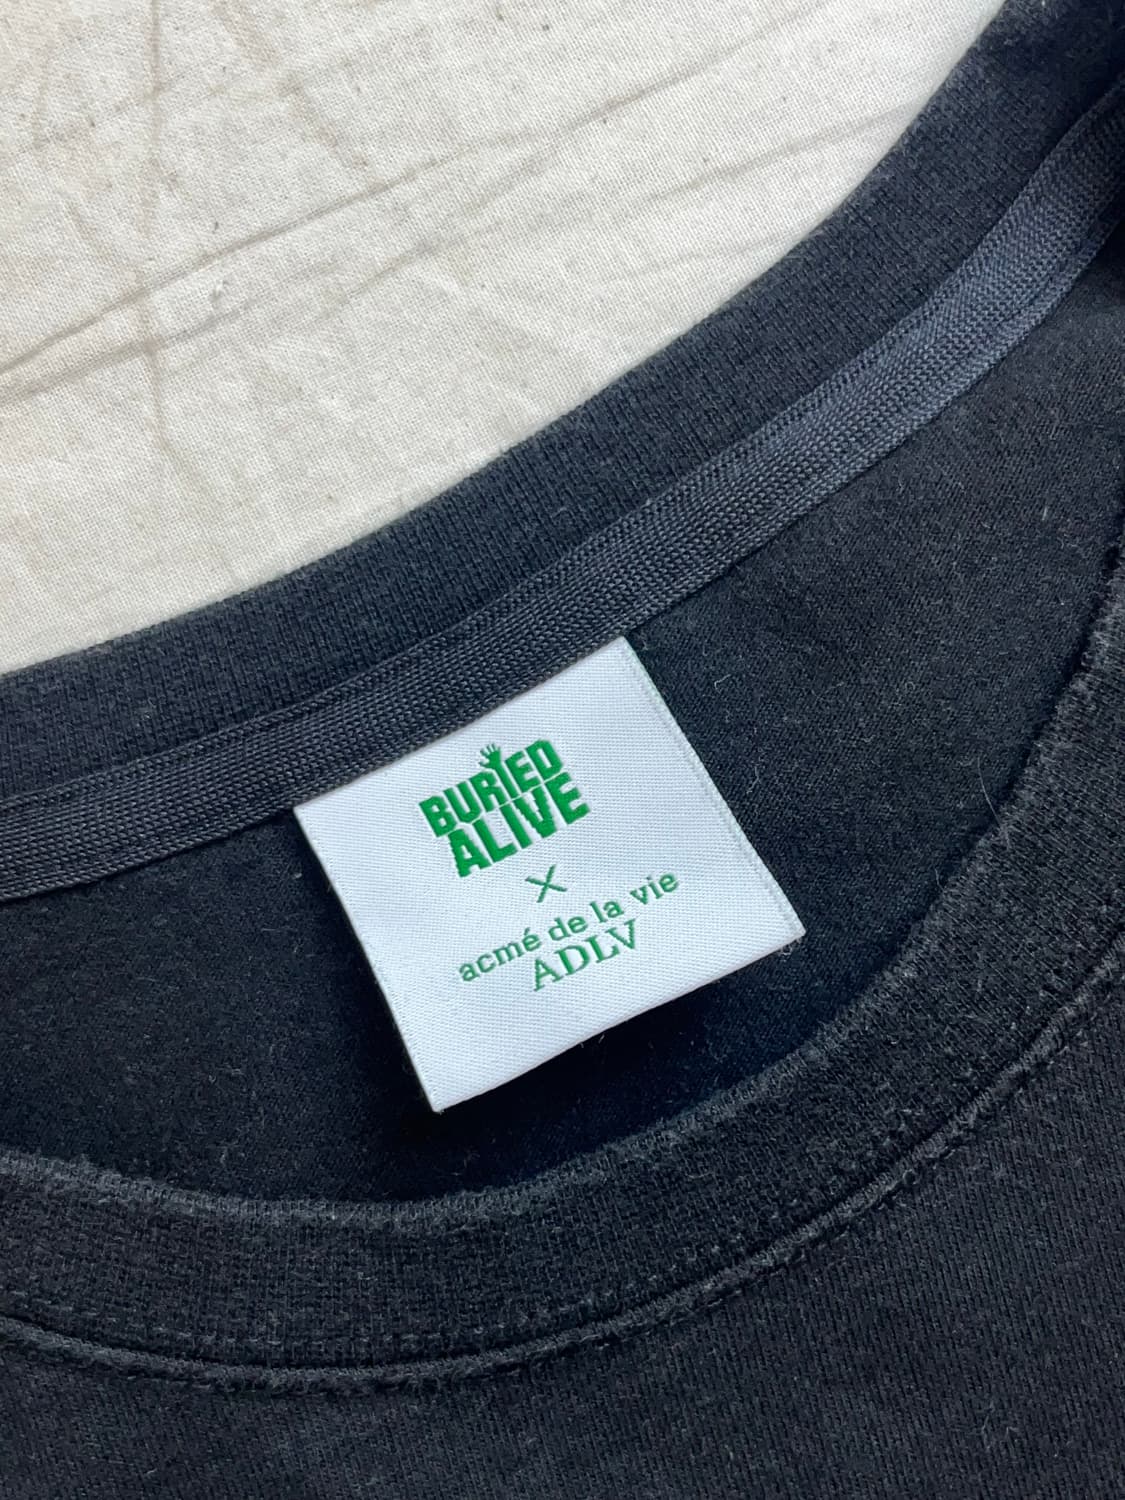 BURIED
ALIVE
X
acmé de la vie
ADLV